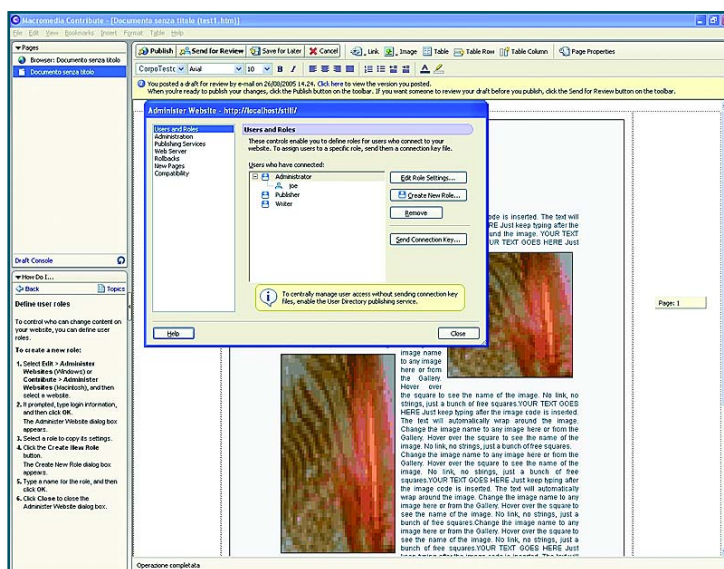 Macromedia Contribute - [Documento senza titolo (test1.htm)]
File Edit View Bookmarks Insert Format Table Help
Pages
Browser: Documento senza titolo
Documento senza titolo
Publish Send for Review Save for Later Cancel Link Image Table Table Row Table Column Page Properties
CorpoTesto Arial 10 B I
You posted a draft for review by e-mail on 26/08/2005 14.24. Click here to view the version you posted.
When you're ready to publish your changes, click the Publish button on the toolbar. If you want someone to review your draft before you publish, click the Send for Review button on the toolbar.
Administer Website - http://localhost/still/
Users and Roles
Administration
Publishing Services
Web Server
Rollbacks
New Pages
Compatibility
Users and Roles
These controls enable you to define roles for users who connect to your
website. To assign users to a specific role, send them a connection key file.
Users who have connected:
Administrator
joe
Publisher
Writer
Edit Role Settings...
Create New Role...
Remove
Send Connection Key...
To centrally manage user access without sending connection key
files, enable the User Directory publishing service.
Help
Close
Draft Console
How Do I...
Back Topics
Define user roles
To control who can change content on
your website, you can define user
roles.
To create a new role:
1. Select Edit > Administer
Websites (Windows) or
Contribute > Administer
Websites (Macintosh), and then
select a website.
2. If prompted, type login information,
and then click OK.
The Administer Website dialog box
appears.
3. Select a role to copy its settings.
4. Click the Create New Role
button.
The Create New Role dialog box
appears.
5. Type a name for the role, and then
click OK.
6. Click Close to close the
Administer Website dialog box.
code is inserted. The text will
RE Just keep typing after the
und the image. YOUR TEXT
UR TEXT GOES HERE Just
Page: 1
image name
to any image
here or from
the Gallery.
Hover over
the square to see the name of the image. No link, no
strings, just a bunch of free squares.YOUR TEXT GOES
HERE Just keep typing after the image code is inserted.
The text will automatically wrap around the image.
Change the image name to any image here or from the
Gallery. Hover over the square to see the name of the
image. No link, no strings, just a bunch of free squares.
Change the image name to any image here or from the
Gallery. Hover over the square to see the name of the
image. No link, no strings, just a bunch of free
squares.YOUR TEXT GOES HERE Just keep typing after
the image code is inserted. The text will automatically
wrap around the image. Change the image name to any
image here or from the Gallery. Hover over the square to
see the name of the image. No link, no strings, just a
bunch of free squares.Change the image name to any
image here or from the Gallery. Hover over the square to
see the name of the image. No link, no strings, just a
bunch of free squares.YOUR TEXT GOES HERE Just
Operazione completata